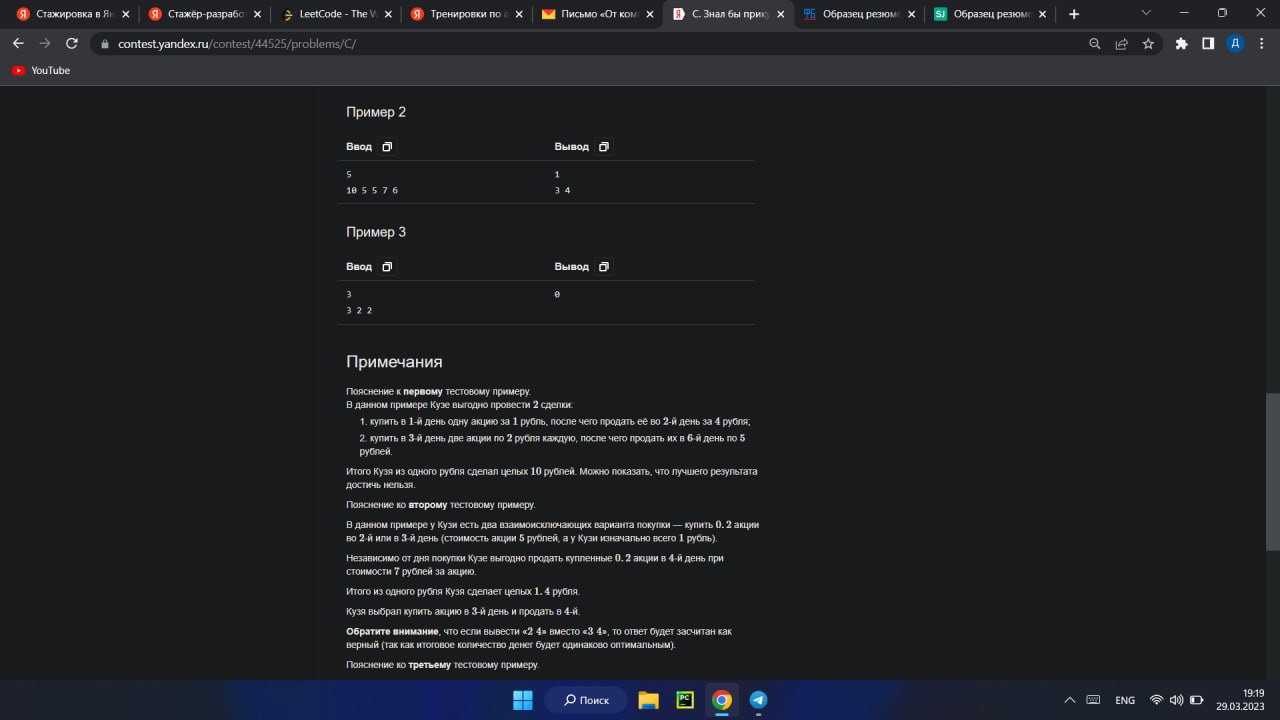 Стажировка в Ян
Стажёр-разработ
LeetCode - The W
Тренировки по а
Письмо «От ком
С. Знал бы прику
Образец резюме
Образец резюме
contest.yandex.ru/contest/44525/problems/C/
YouTube
Пример 2
Ввод Вывод
5 1
10 5 5 7 6 3 4
Пример 3
Ввод Вывод
3 0
3 2 2
Примечания
Пояснение к первому тестовому примеру.
В данном примере Кузе выгодно провести 2 сделки:
1. купить в 1-й день одну акцию за 1 рубль, после чего продать её во 2-й день за 4 рубля;
2. купить в 3-й день две акции по 2 рубля каждую, после чего продать их в 6-й день по 5
рублей.
Итого Кузя из одного рубля сделал целых 10 рублей. Можно показать, что лучшего результата
достичь нельзя.
Пояснение ко второму тестовому примеру.
В данном примере у Кузи есть два взаимоисключающих варианта покупки — купить 0.2 акции
во 2-й или в 3-й день (стоимость акции 5 рублей, а у Кузи изначально всего 1 рубль).
Независимо от дня покупки Кузе выгодно продать купленные 0.2 акции в 4-й день при
стоимости 7 рублей за акцию.
Итого из одного рубля Кузя сделает целых 1.4 рубля.
Кузя выбрал купить акцию в 3-й день и продать в 4-й.
Обратите внимание, что если вывести «2 4» вместо «3 4», то ответ будет засчитан как
верный (так как итоговое количество денег будет одинаково оптимальным).
Пояснение ко третьему тестовому примеру.
Поиск
ENG
19:19
29.03.2023